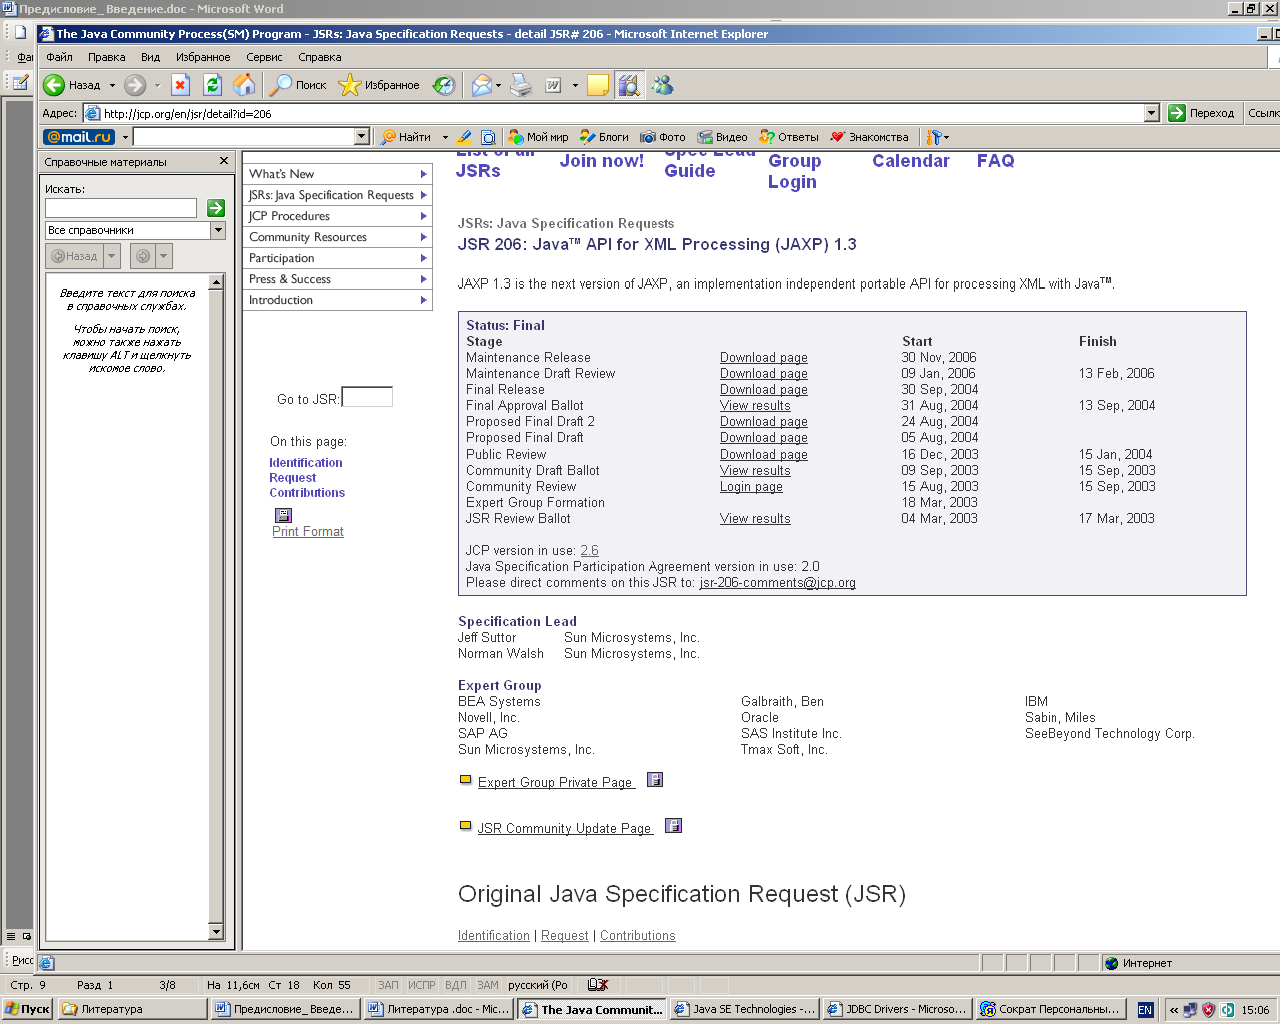 Предисловие_ Введение.doc - Microsoft Word
The Java Community Process(SM) Program - JSRs: Java Specification Requests - detail JSR# 206 - Microsoft Internet Explorer
Файл Правка Вид Избранное Сервис Справка
Назад Поиск Избранное
Адрес: http://jcp.org/en/jsr/detail?id=206 Переход Ссылк
@mail.ru Найти Мой мир Блоги Фото Видео Ответы Знакомства
Справочные материалы
Искать:
Все справочники
Назад
Введите текст для поиска
в справочных службах.
Чтобы начать поиск,
можно также нажать
клавишу ALT и щелкнуть
искомое слово.
What's New
JSRs: Java Specification Requests
JCP Procedures
Community Resources
Participation
Press & Success
Introduction
Go to JSR:
On this page:
Identification
Request
Contributions
Print Format
List of all JSRs
Join now!
Spec Lead Guide
Group Login
Calendar
FAQ
JSRs: Java Specification Requests
JSR 206: Java™ API for XML Processing (JAXP) 1.3
JAXP 1.3 is the next version of JAXP, an implementation independent portable API for processing XML with Java™.
Status: Final
Stage Start Finish
Maintenance Release Download page 30 Nov, 2006
Maintenance Draft Review Download page 09 Jan, 2006 13 Feb, 2006
Final Release Download page 30 Sep, 2004
Final Approval Ballot View results 31 Aug, 2004 13 Sep, 2004
Proposed Final Draft 2 Download page 24 Aug, 2004
Proposed Final Draft Download page 05 Aug, 2004
Public Review Download page 16 Dec, 2003 15 Jan, 2004
Community Draft Ballot View results 09 Sep, 2003 15 Sep, 2003
Community Review Login page 15 Aug, 2003 15 Sep, 2003
Expert Group Formation 18 Mar, 2003
JSR Review Ballot View results 04 Mar, 2003 17 Mar, 2003
JCP version in use: 2.6
Java Specification Participation Agreement version in use: 2.0
Please direct comments on this JSR to: jsr-206-comments@jcp.org
Specification Lead
Jeff Suttor Sun Microsystems, Inc.
Norman Walsh Sun Microsystems, Inc.
Expert Group
BEA Systems Galbraith, Ben IBM
Novell, Inc. Oracle Sabin, Miles
SAP AG SAS Institute Inc. SeeBeyond Technology Corp.
Sun Microsystems, Inc. Tmax Soft, Inc.
Expert Group Private Page
JSR Community Update Page
Original Java Specification Request (JSR)
Identification | Request | Contributions
Интернет
Рисс
Стр. 9 Разд 1 3/8 На 11,6см Ст 18 Кол 55 ЗАП ИСПР ВДЛ ЗАМ русский (Ро
Пуск Литература Предисловие_ Введе... Литература .doc - Mic... The Java Communit... Java SE Technologies - ... JDBC Drivers - Microso... Сократ Персональны... EN « 15:06